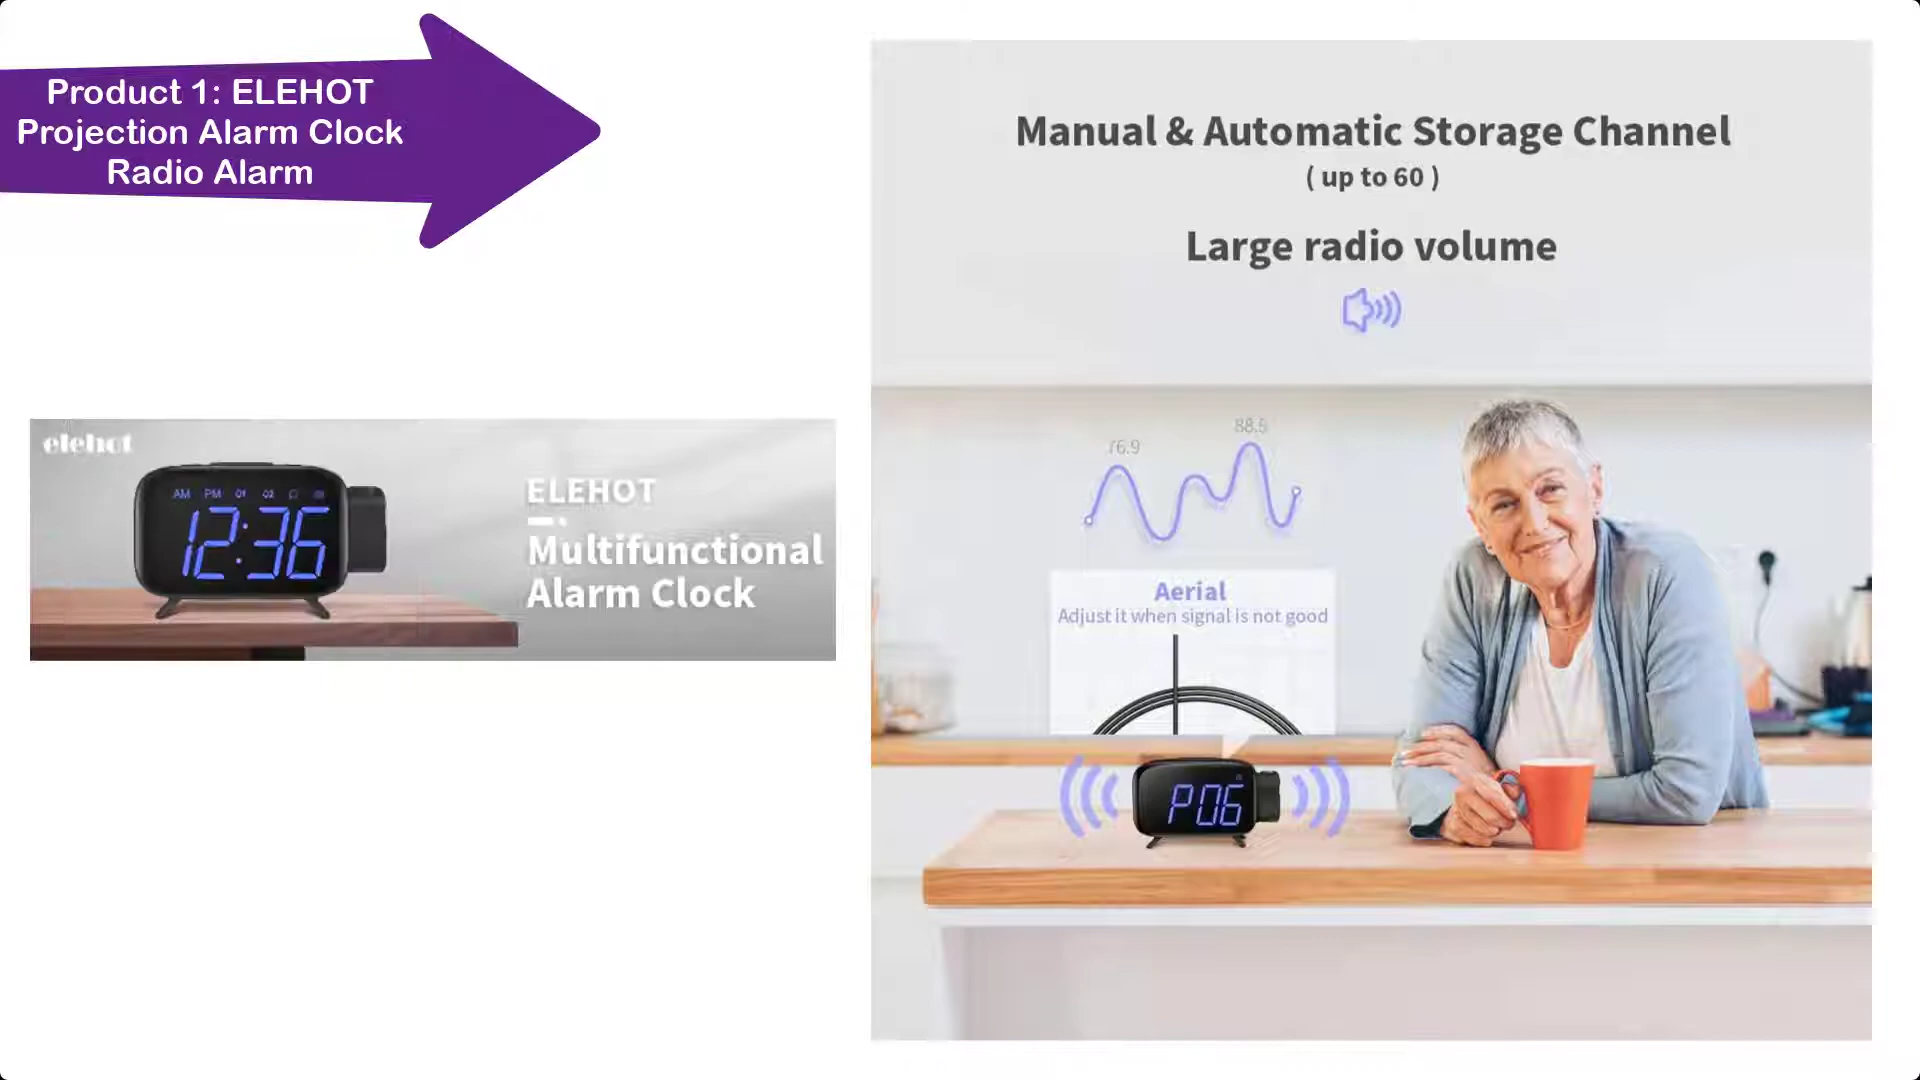 Product 1: ELEHOT
Projection Alarm Clock
Radio Alarm
Manual & Automatic Storage Channel
( up to 60 )
Large radio volume
elehot
AM PM
12:36
ELEHOT
Multifunctional
Alarm Clock
76.9
88.5
Aerial
Adjust it when signal is not good
P06